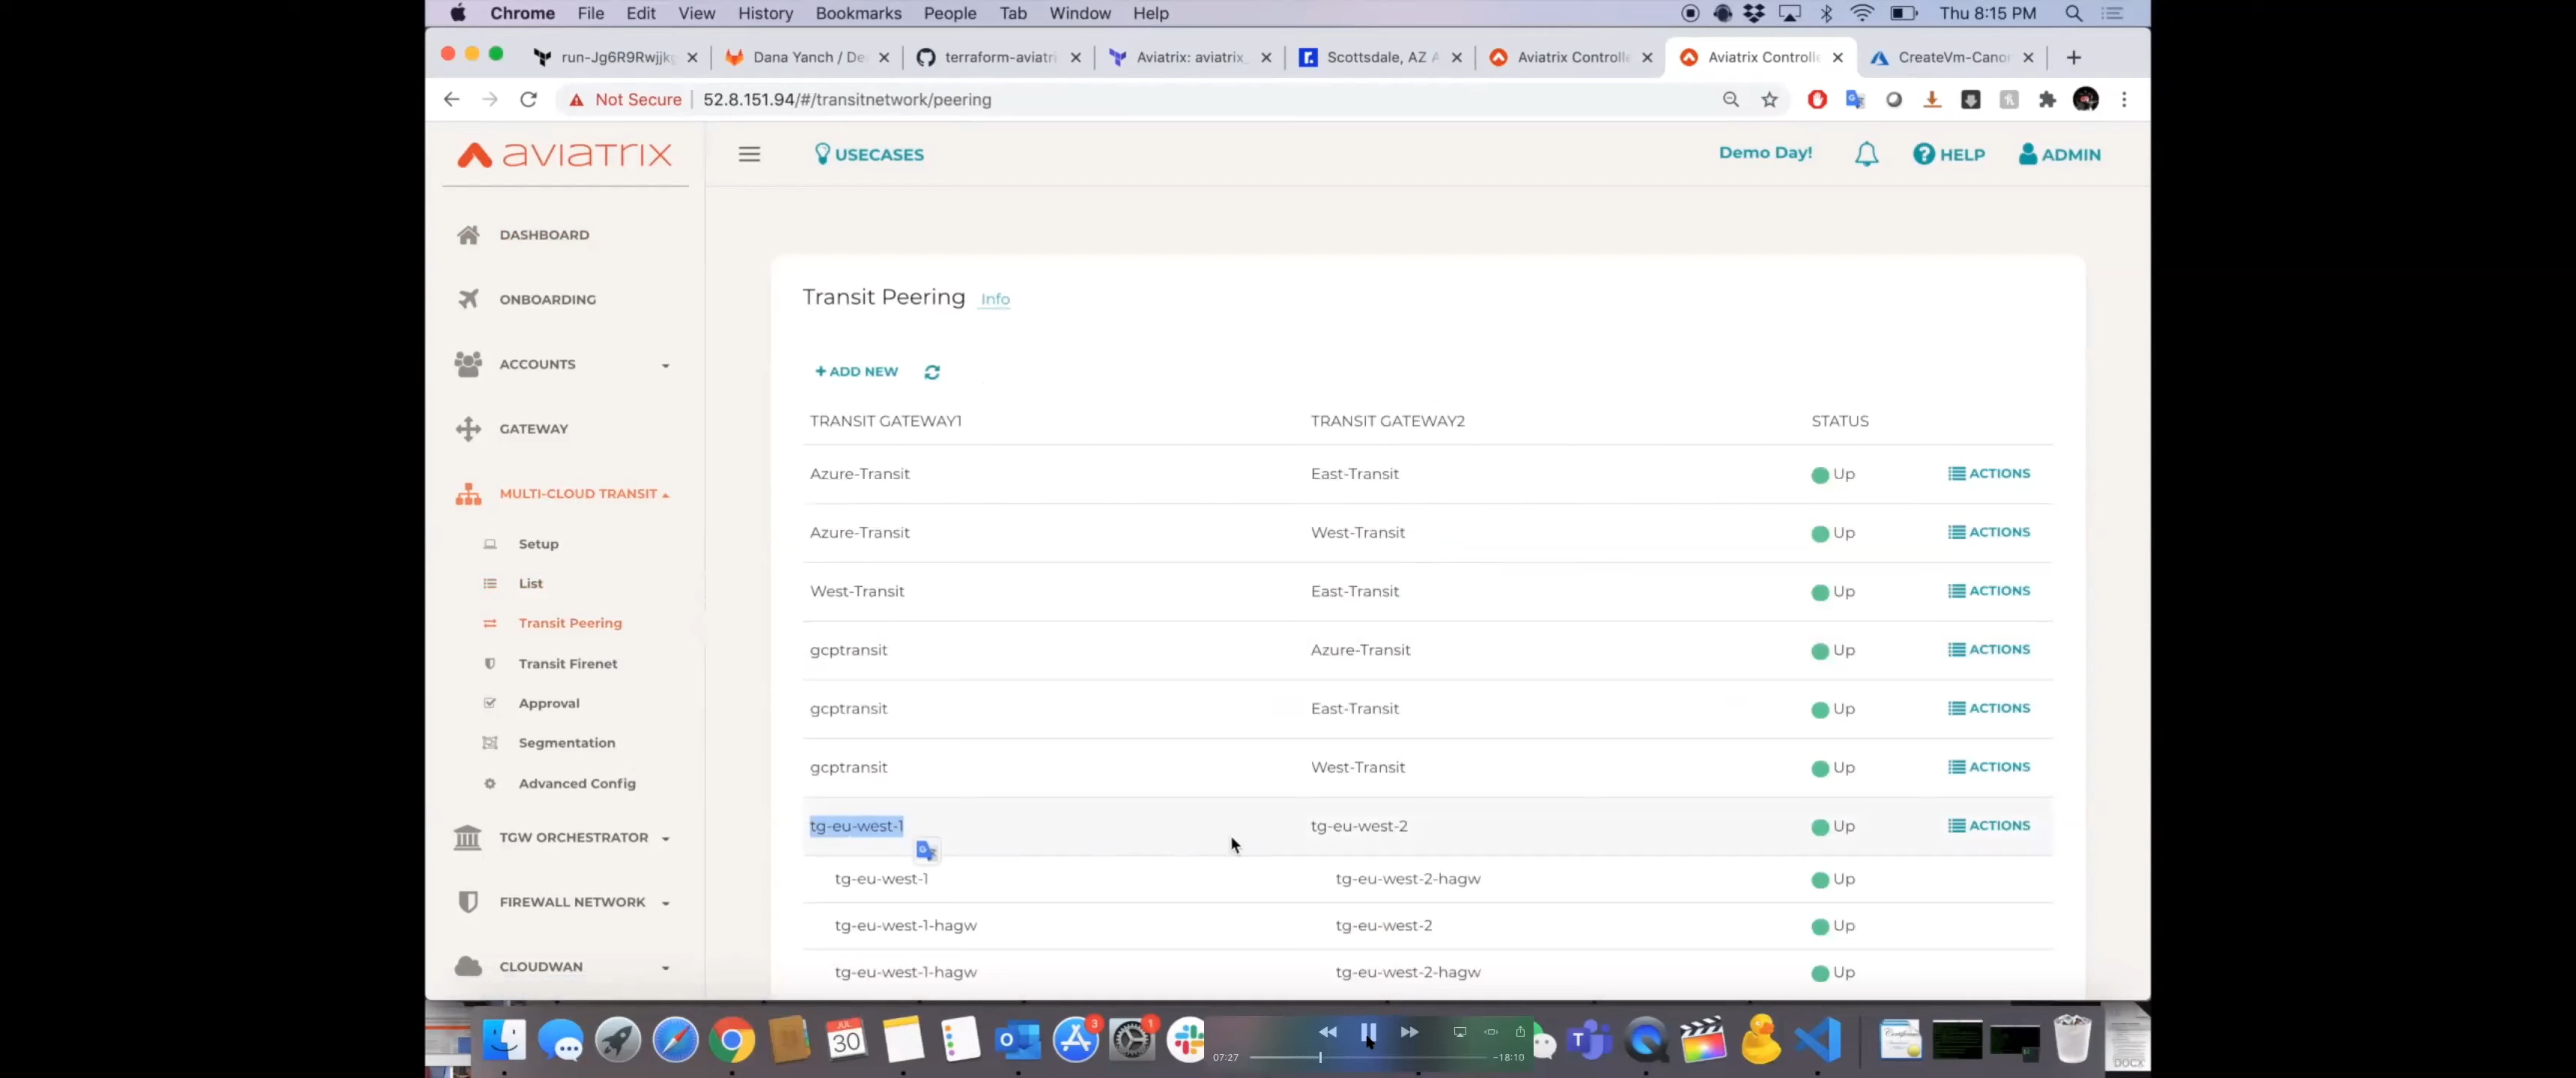 Chrome File Edit View History Bookmarks People Tab Window Help Thu 8:15 PM
run-Jg6R9Rwjjk Dana Yanch / De terraform-aviatri Aviatrix: aviatrix_ Scottsdale, AZ A Aviatrix Controlle Aviatrix Controlle CreateVm-Canon
Not Secure 52.8.151.94/#/transitnetwork/peering
aviatrix USECASES Demo Day! HELP ADMIN
DASHBOARD
ONBOARDING
ACCOUNTS
GATEWAY
MULTI-CLOUD TRANSIT
Setup
List
Transit Peering
Transit Firenet
Approval
Segmentation
Advanced Config
TGW ORCHESTRATOR
FIREWALL NETWORK
CLOUDWAN
Transit Peering Info
+ ADD NEW
TRANSIT GATEWAY1 TRANSIT GATEWAY2 STATUS
Azure-Transit East-Transit Up ACTIONS
Azure-Transit West-Transit Up ACTIONS
West-Transit East-Transit Up ACTIONS
gcptransit Azure-Transit Up ACTIONS
gcptransit East-Transit Up ACTIONS
gcptransit West-Transit Up ACTIONS
tg-eu-west-1 tg-eu-west-2 Up ACTIONS
tg-eu-west-1 tg-eu-west-2-hagw Up
tg-eu-west-1-hagw tg-eu-west-2 Up
tg-eu-west-1-hagw tg-eu-west-2-hagw Up
JUL
30
3
1
07:27 -18:10
DOCX